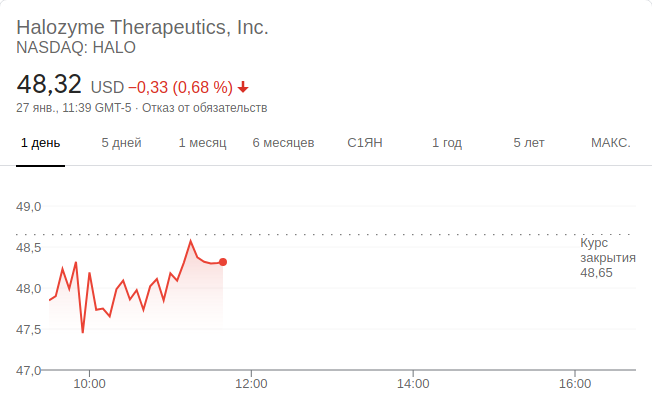 Halozyme Therapeutics, Inc.
NASDAQ: HALO
48,32 USD −0,33 (0,68 %)
27 янв., 11:39 GMT-5 · Отказ от обязательств
1 день 5 дней 1 месяц 6 месяцев С1ЯН 1 год 5 лет МАКС.
49,0
48,5
48,0
47,5
47,0
Курс
закрытия
48,65
10:00 12:00 14:00 16:00